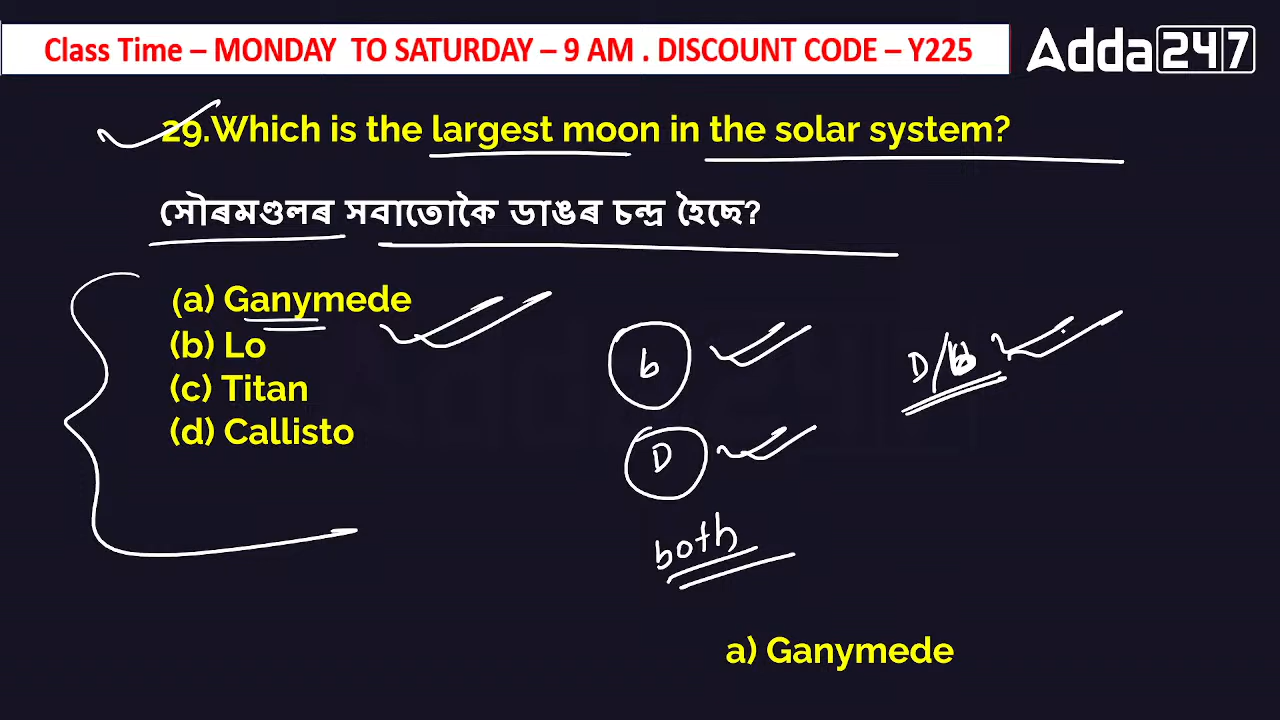 Class Time – MONDAY TO SATURDAY – 9 AM . DISCOUNT CODE – Y225
Adda247
29.Which is the largest moon in the solar system?
সৌৰমণ্ডলৰ সবাতোকৈ ডাঙৰ চন্দ্ৰ হৈছে?
(a) Ganymede
(b) Lo
(c) Titan
(d) Callisto
b
D
D/b
both
a) Ganymede